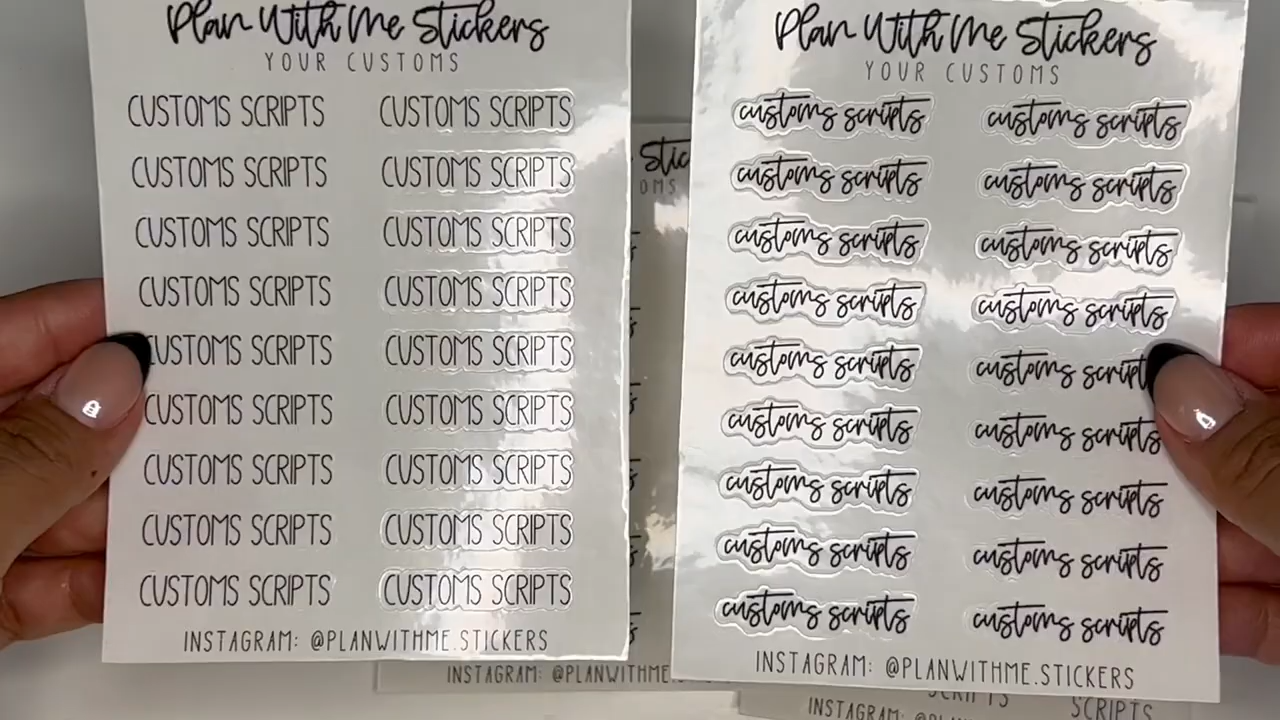 Plan With Me Stickers
YOUR CUSTOMS
CUSTOMS SCRIPTS CUSTOMS SCRIPTS
CUSTOMS SCRIPTS CUSTOMS SCRIPTS
CUSTOMS SCRIPTS CUSTOMS SCRIPTS
CUSTOMS SCRIPTS CUSTOMS SCRIPTS
CUSTOMS SCRIPTS CUSTOMS SCRIPTS
CUSTOMS SCRIPTS CUSTOMS SCRIPTS
CUSTOMS SCRIPTS CUSTOMS SCRIPTS
CUSTOMS SCRIPTS CUSTOMS SCRIPTS
CUSTOMS SCRIPTS CUSTOMS SCRIPTS
INSTAGRAM: @PLANWITHME.STICKERS
Plan With Me Stickers
YOUR CUSTOMS
customs scripts customs scripts
customs scripts customs scripts
customs scripts customs scripts
customs scripts customs scripts
customs scripts customs scripts
customs scripts customs scripts
customs scripts customs scripts
customs scripts customs scripts
customs scripts customs scripts
INSTAGRAM: @PLANWITHME.STICKERS
INSTAGRAM: @PLANWITHME.
SCRIPTS SCRIPTS
INSTAGRAM: